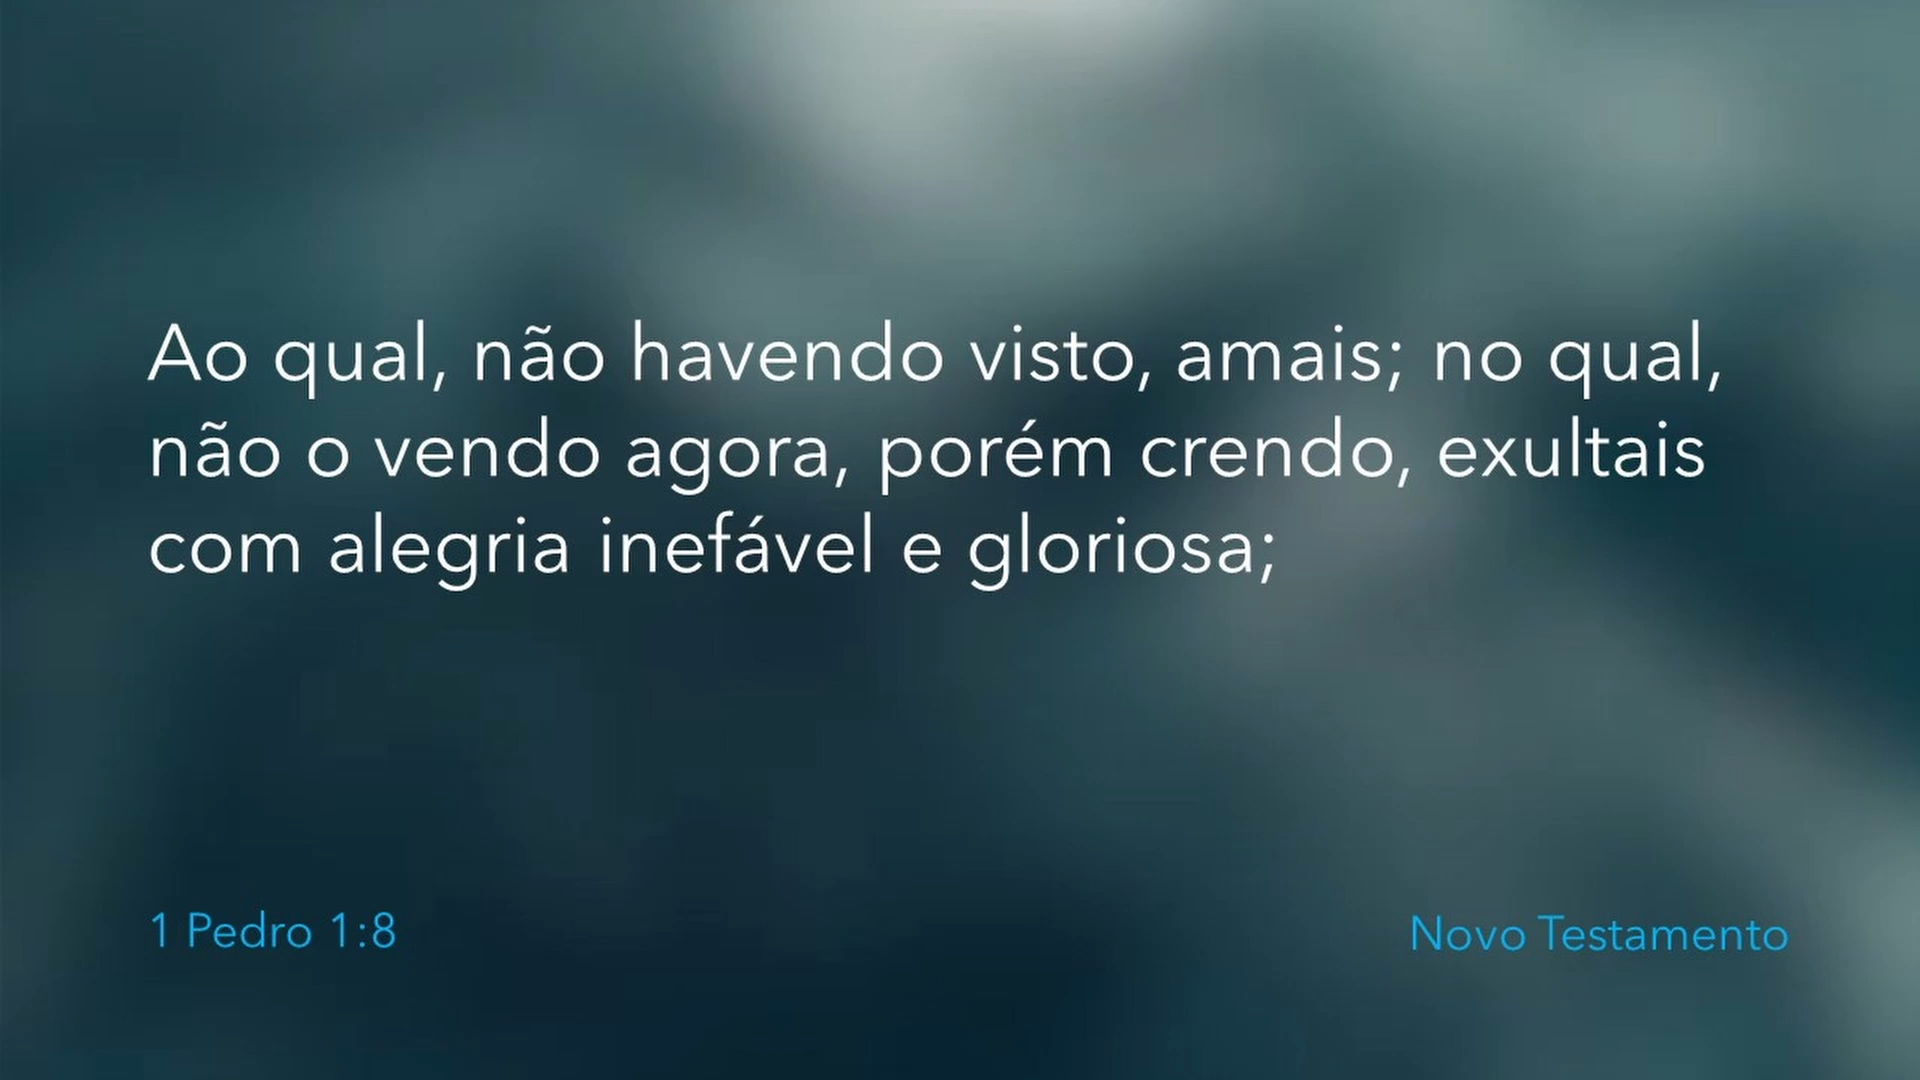 Ao qual, não havendo visto, amais; no qual,
não o vendo agora, porém crendo, exultais
com alegria inefável e gloriosa;
1 Pedro 1:8
Novo Testamento